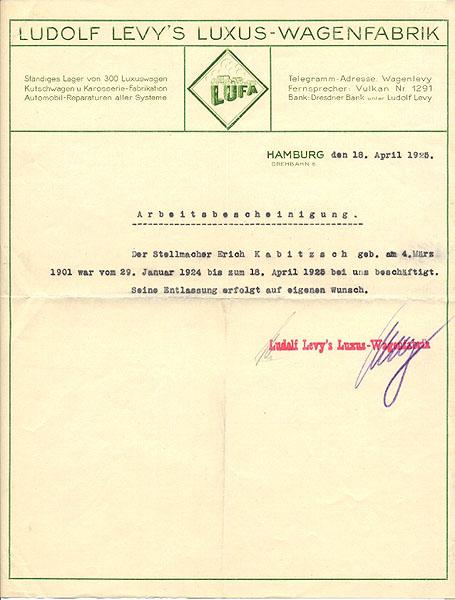 LUDOLF LEVY'S LUXUS-WAGENFABRIK
Ständiges Lager von 300 Luxuswagen
Kutschwagen u Karosserie-Fabrikation
Automobil-Reparaturen aller Systeme
LUFA
Telegramm-Adresse: Wagenlevy
Fernsprecher: Vulkan Nr 1291
Bank: Dresdner Bank unter Ludolf Levy
HAMBURG den 18. April 1925.
DREHBAHN 6
Arbeitsbescheinigung.
Der Stellmacher Erich Kabitzsch geb. am 4.März
1901 war vom 29. Januar 1924 bis zum 18. April 1925 bei uns beschäftigt.
Seine Entlassung erfolgt auf eigenen Wunsch.
Ludolf Levy's Luxus-Wagenfabrik